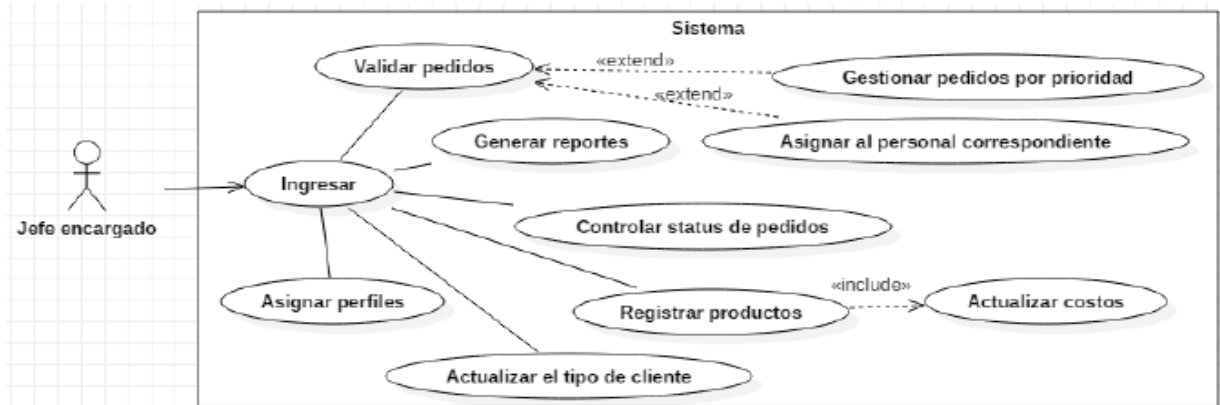 Sistema
Validar pedidos
«extend»
Gestionar pedidos por prioridad
«extend»
Generar reportes
Asignar al personal correspondiente
Ingresar
Jefe encargado
Controlar status de pedidos
«include»
Asignar perfiles
Registrar productos
Actualizar costos
Actualizar el tipo de cliente